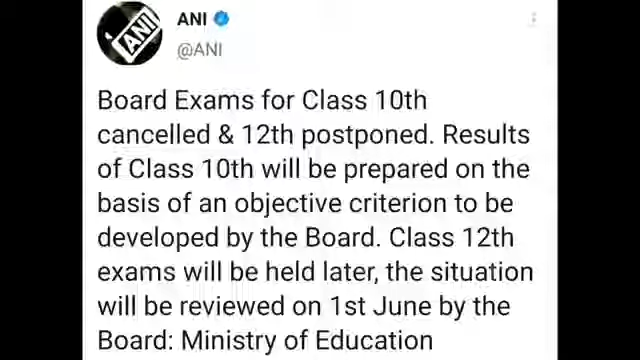 ANI
ANI
@ANI
Board Exams for Class 10th
cancelled & 12th postponed. Results
of Class 10th will be prepared on the
basis of an objective criterion to be
developed by the Board. Class 12th
exams will be held later, the situation
will be reviewed on 1st June by the
Board: Ministry of Education